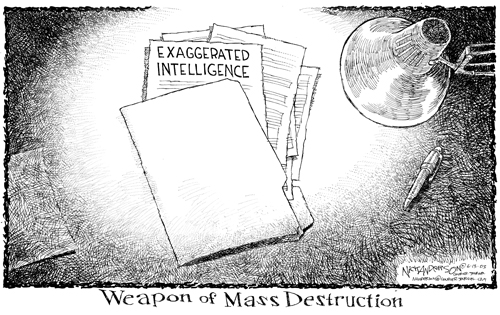 EXAGGERATED
INTELLIGENCE
Weapon of Mass Destruction